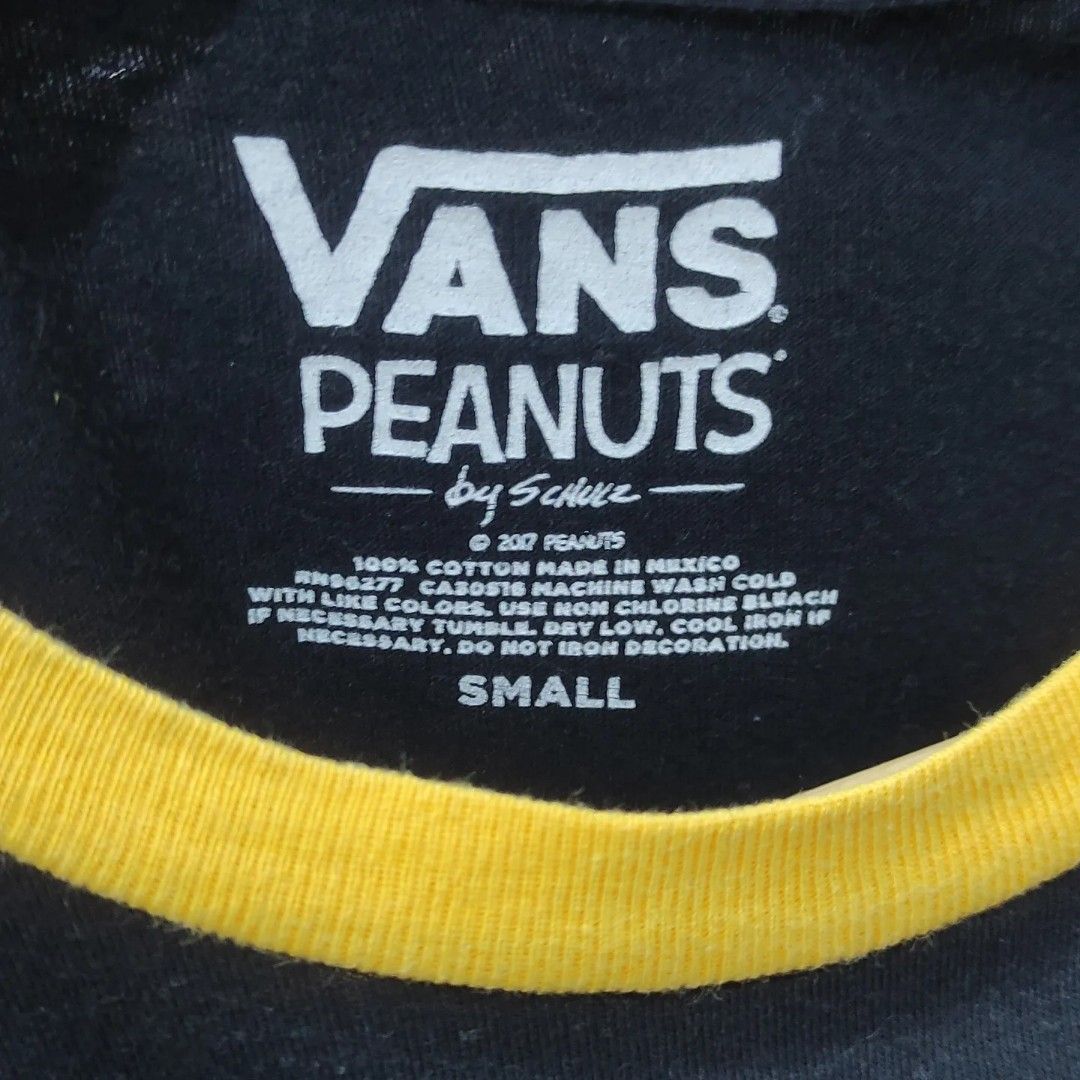 VANS®
PEANUTS
by SCHULZ
© 2017 PEANUTS
100% COTTON MADE IN MEXICO
RN96277 CA30516 MACHINE WASH COLD
WITH LIKE COLORS. USE NON CHLORINE BLEACH
IF NECESSARY TUMBLE. DRY LOW. COOL IRON IF
NECESSARY. DO NOT IRON DECORATION.
SMALL